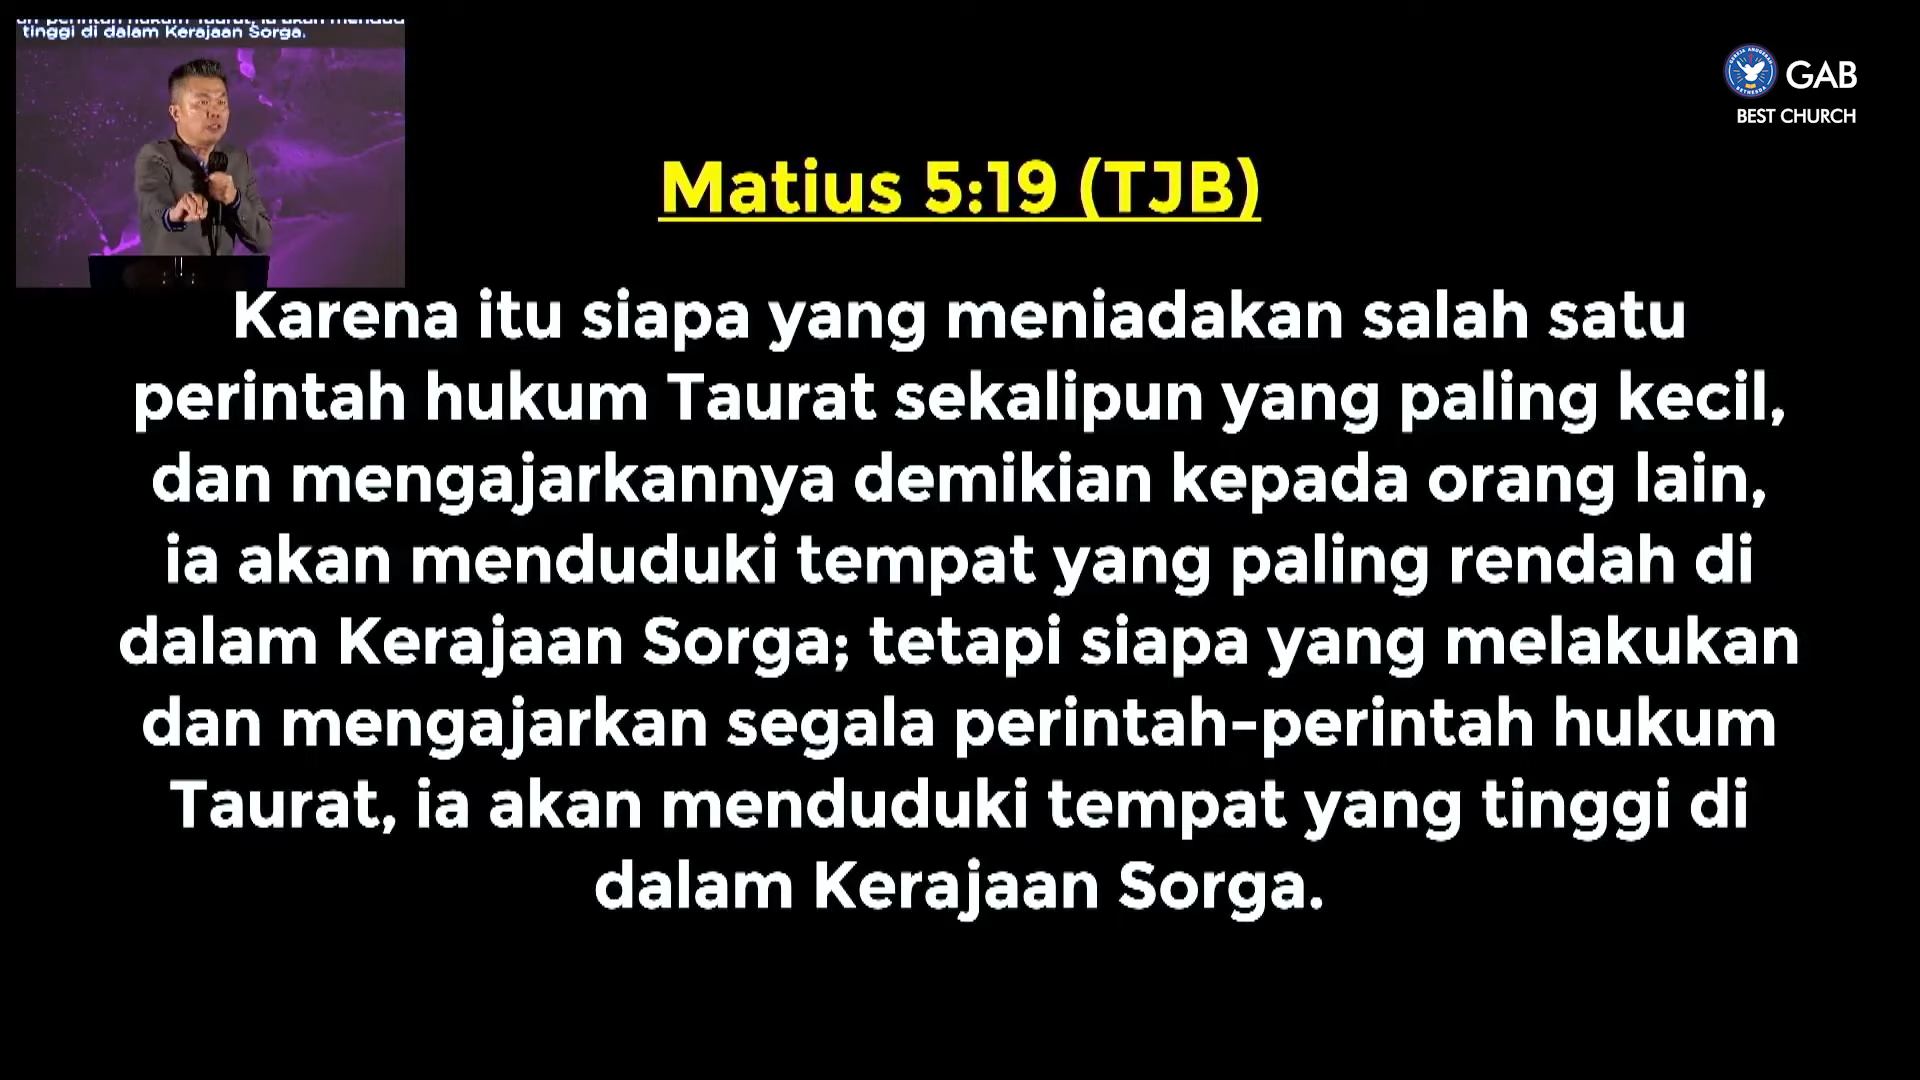 tinggi di dalam Kerajaan Sorga.
GAB
BEST CHURCH
Matius 5:19 (TJB)
Karena itu siapa yang meniadakan salah satu
perintah hukum Taurat sekalipun yang paling kecil,
dan mengajarkannya demikian kepada orang lain,
ia akan menduduki tempat yang paling rendah di
dalam Kerajaan Sorga; tetapi siapa yang melakukan
dan mengajarkan segala perintah-perintah hukum
Taurat, ia akan menduduki tempat yang tinggi di
dalam Kerajaan Sorga.